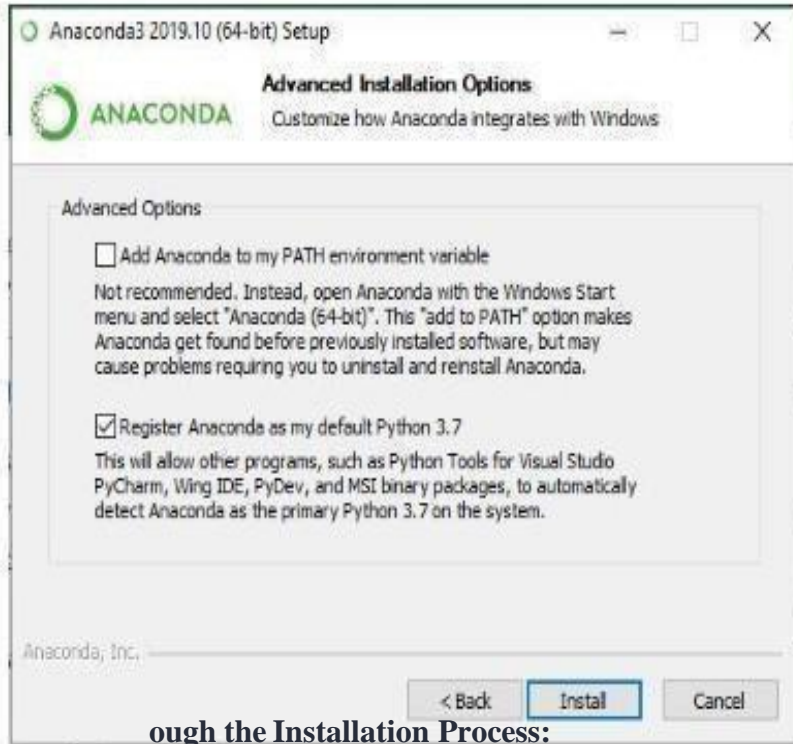 Anaconda3 2019.10 (64-bit) Setup
Advanced Installation Options
ANACONDA
Customize how Anaconda integrates with Windows
Advanced Options
Add Anaconda to my PATH environment variable
Not recommended. Instead, open Anaconda with the Windows Start
menu and select "Anaconda (64-bit)". This "add to PATH" option makes
Anaconda get found before previously installed software, but may
cause problems requiring you to uninstall and reinstall Anaconda.
Register Anaconda as my default Python 3.7
This will allow other programs, such as Python Tools for Visual Studio
PyCharm, Wing IDE, PyDev, and MSI binary packages, to automatically
detect Anaconda as the primary Python 3.7 on the system.
Anaconda, Inc.
< Back Install Cancel
ough the Installation Process: